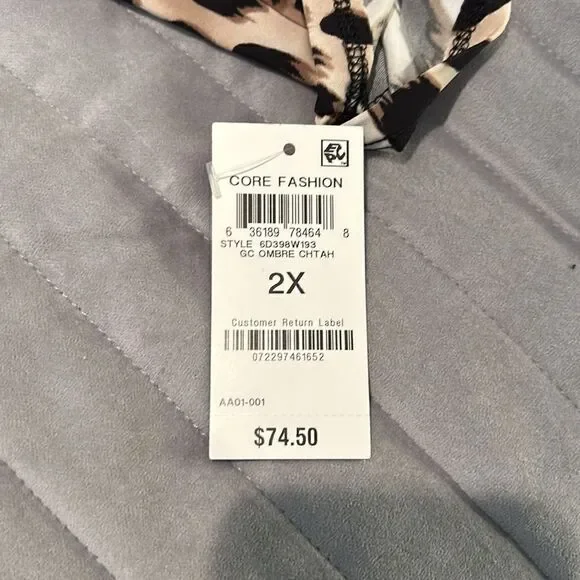 CORE FASHION
6 36189 78464 8
STYLE 6D398W193
GC OMBRE CHTAH
2X
Customer Return Label
072297461652
AA01-001
$74.50